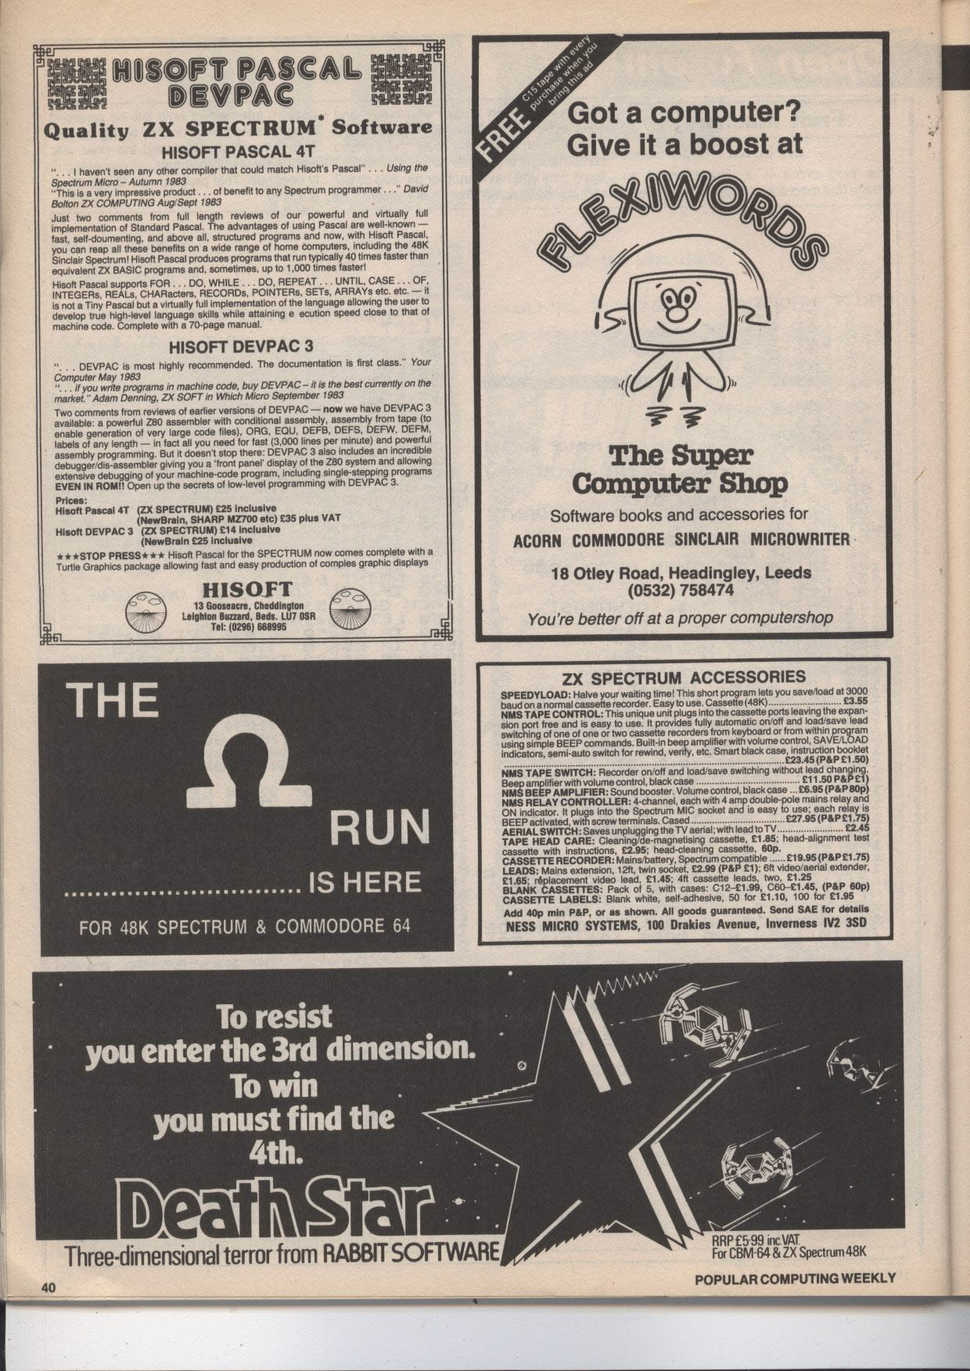 HISOFT PASCAL
DEVPAC
Quality ZX SPECTRUM* Software
HISOFT PASCAL 4T
". . . I haven't seen any other compiler that could match Hisoft's Pascal" . . . Using the
Spectrum Micro – Autumn 1983
"This is a very impressive product . . . of benefit to any Spectrum programmer . . ." David
Bolton ZX COMPUTING Aug/Sept 1983
Just two comments from full length reviews of our powerful and virtually full
implementation of Standard Pascal. The advantages of using Pascal are well-known —
fast, self-doumenting, and above all, structured programs and now, with Hisoft Pascal,
you can reap all these benefits on a wide range of home computers, including the 48K
Sinclair Spectrum! Hisoft Pascal produces programs that run typically 40 times faster than
equivalent ZX BASIC programs and, sometimes, up to 1,000 times faster!
Hisoft Pascal supports FOR . . . DO, WHILE . . . DO, REPEAT . . . UNTIL, CASE . . . OF,
INTEGERs, REALs, CHARacters, RECORDs, POINTERs, SETs, ARRAYs etc. etc. — it
is not a Tiny Pascal but a virtually full implementation of the language allowing the user to
develop true high-level language skills while attaining e ecution speed close to that of
machine code. Complete with a 70-page manual.
HISOFT DEVPAC 3
". . . DEVPAC is most highly recommended. The documentation is first class." Your
Computer May 1983
". . . if you write programs in machine code, buy DEVPAC – it is the best currently on the
market." Adam Denning, ZX SOFT in Which Micro September 1983
Two comments from reviews of earlier versions of DEVPAC — now we have DEVPAC 3
available: a powerful Z80 assembler with conditional assembly, assembly from tape (to
enable generation of very large code files), ORG, EQU, DEFB, DEFS, DEFW, DEFM,
labels of any length — in fact all you need for fast (3,000 lines per minute) and powerful
assembly programming. But it doesn't stop there: DEVPAC 3 also includes an incredible
debugger/dis-assembler giving you a 'front panel' display of the Z80 system and allowing
extensive debugging of your machine-code program, including single-stepping programs
EVEN IN ROM!! Open up the secrets of low-level programming with DEVPAC 3.
Prices:
Hisoft Pascal 4T (ZX SPECTRUM) £25 inclusive
(NewBrain, SHARP MZ700 etc) £35 plus VAT
Hisoft DEVPAC 3 (ZX SPECTRUM) £14 inclusive
(NewBrain £25 inclusive
★★★STOP PRESS★★★ Hisoft Pascal for the SPECTRUM now comes complete with a
Turtle Graphics package allowing fast and easy production of comples graphic displays
HISOFT
13 Gooseacre, Cheddington
Leighton Buzzard, Beds. LU7 0SR
Tel: (0296) 668995
FREE C15 tape with every
purchase when you
bring this ad
Got a computer?
Give it a boost at
FLEXIWORDS
The Super
Computer Shop
Software books and accessories for
ACORN COMMODORE SINCLAIR MICROWRITER
18 Otley Road, Headingley, Leeds
(0532) 758474
You're better off at a proper computershop
THE
Ω
RUN
.............................. IS HERE
FOR 48K SPECTRUM & COMMODORE 64
ZX SPECTRUM ACCESSORIES
SPEEDYLOAD: Halve your waiting time! This short program lets you save/load at 3000
baud on a normal cassette recorder. Easy to use. Cassette (48K)........................ £3.55
NMS TAPE CONTROL: This unique unit plugs into the cassette ports leaving the expan-
sion port free and is easy to use. It provides fully automatic on/off and load/save lead
switching of one of one or two cassette recorders from keyboard or from within program
using simple BEEP commands. Built-in beep amplifier with volume control, SAVE/LOAD
indicators, semi-auto switch for rewind, verify, etc. Smart black case, instruction booklet
........................ £23.45 (P&P £1.50)
NMS TAPE SWITCH: Recorder on/off and load/save switching without lead changing.
Beep amplifier with volume control, black case ........................ £11.50 P&P £1)
NMS BEEP AMPLIFIER: Sound booster. Volume control, black case ... £6.95 (P&P 80p)
NMS RELAY CONTROLLER: 4-channel, each with 4 amp double-pole mains relay and
ON indicator. It plugs into the Spectrum MIC socket and is easy to use; each relay is
BEEP activated, with screw terminals. Cased ........................ £27.95 (P&P £1.75)
AERIAL SWITCH: Saves unplugging the TV aerial; with lead to TV........................ £2.45
TAPE HEAD CARE: Cleaning/de-magnetising cassette, £1.85; head-alignment test
cassette with instructions, £2.95; head-cleaning cassette, 60p.
CASSETTE RECORDER: Mains/battery, Spectrum compatible ...... £19.95 (P&P £1.75)
LEADS: Mains extension, 12ft, twin socket, £2.99 (P&P £1); 6ft video/aerial extender,
£1.65; replacement video lead, £1.45; 4ft cassette leads, two, £1.25
BLANK CASSETTES: Pack of 5, with cases: C12–£1.99, C60–£1.45, (P&P 60p)
CASSETTE LABELS: Blank white, self-adhesive, 50 for £1.10, 100 for £1.95
Add 40p min P&P, or as shown. All goods guaranteed. Send SAE for details
NESS MICRO SYSTEMS, 100 Drakies Avenue, Inverness IV2 3SD
To resist
you enter the 3rd dimension.
To win
you must find the
4th.
Death Star
Three-dimensional terror from RABBIT SOFTWARE
RRP £5·99 inc VAT
For CBM·64 & ZX Spectrum 48K
40
POPULAR COMPUTING WEEKLY